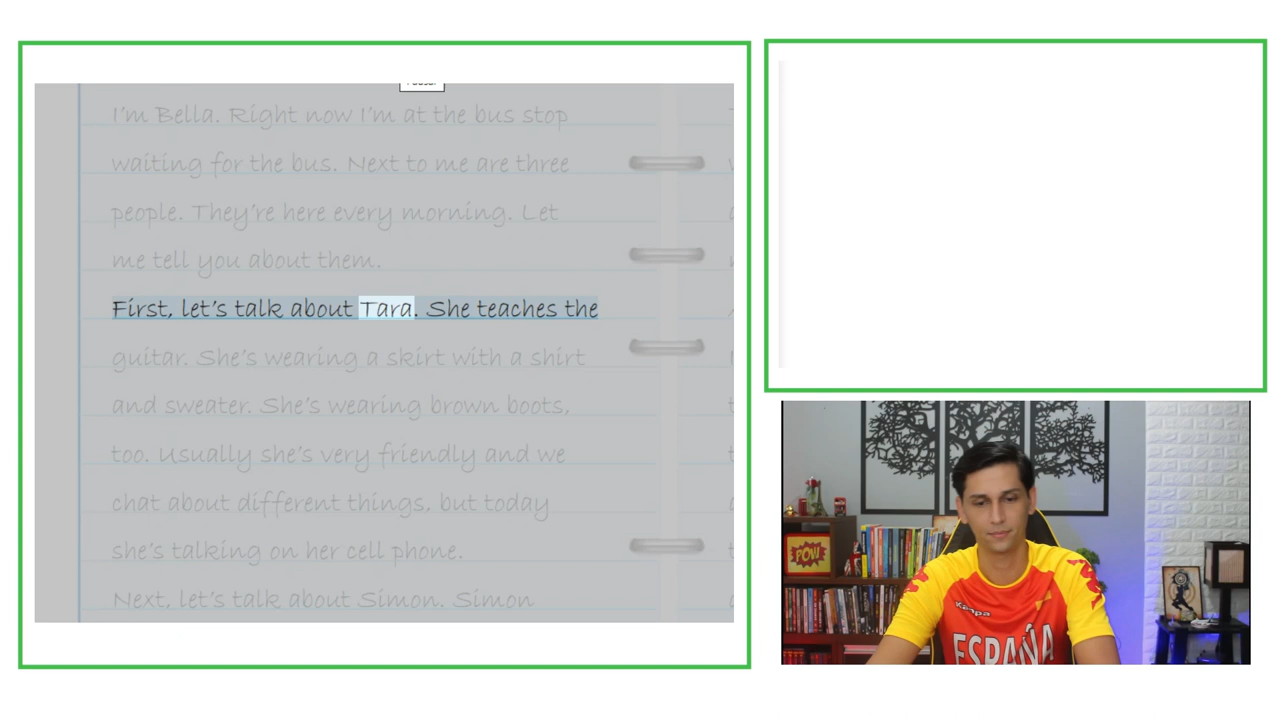 I'm Bella. Right now I'm at the bus stop
waiting for the bus. Next to me are three
people. They're here every morning. Let
me tell you about them.
First, let's talk about Tara. She teaches the
guitar. She's wearing a skirt with a shirt
and sweater. She's wearing brown boots,
too. Usually she's very friendly and we
chat about different things, but today
she's talking on her cell phone.
Next, let's talk about Simon. Simon
POW
Kappa
ESPAÑA